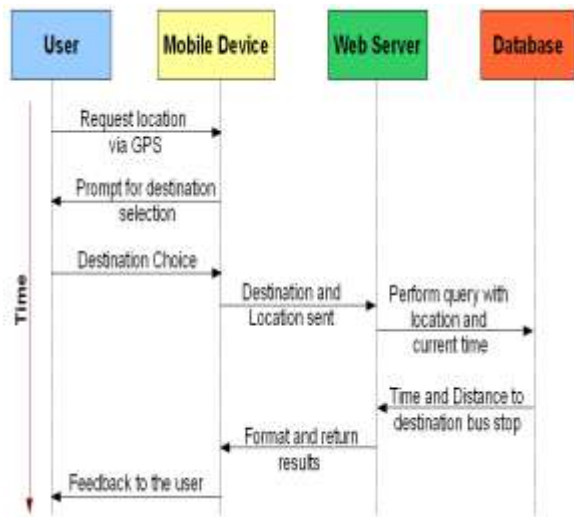 User
Mobile Device
Web Server
Database
Request location
via GPS
Prompt for destination
selection
Destination Choice
Destination and
Location sent
Perform query with
location and
current time
Time and Distance to
destination bus stop
Format and return
results
Feedback to the user
Time